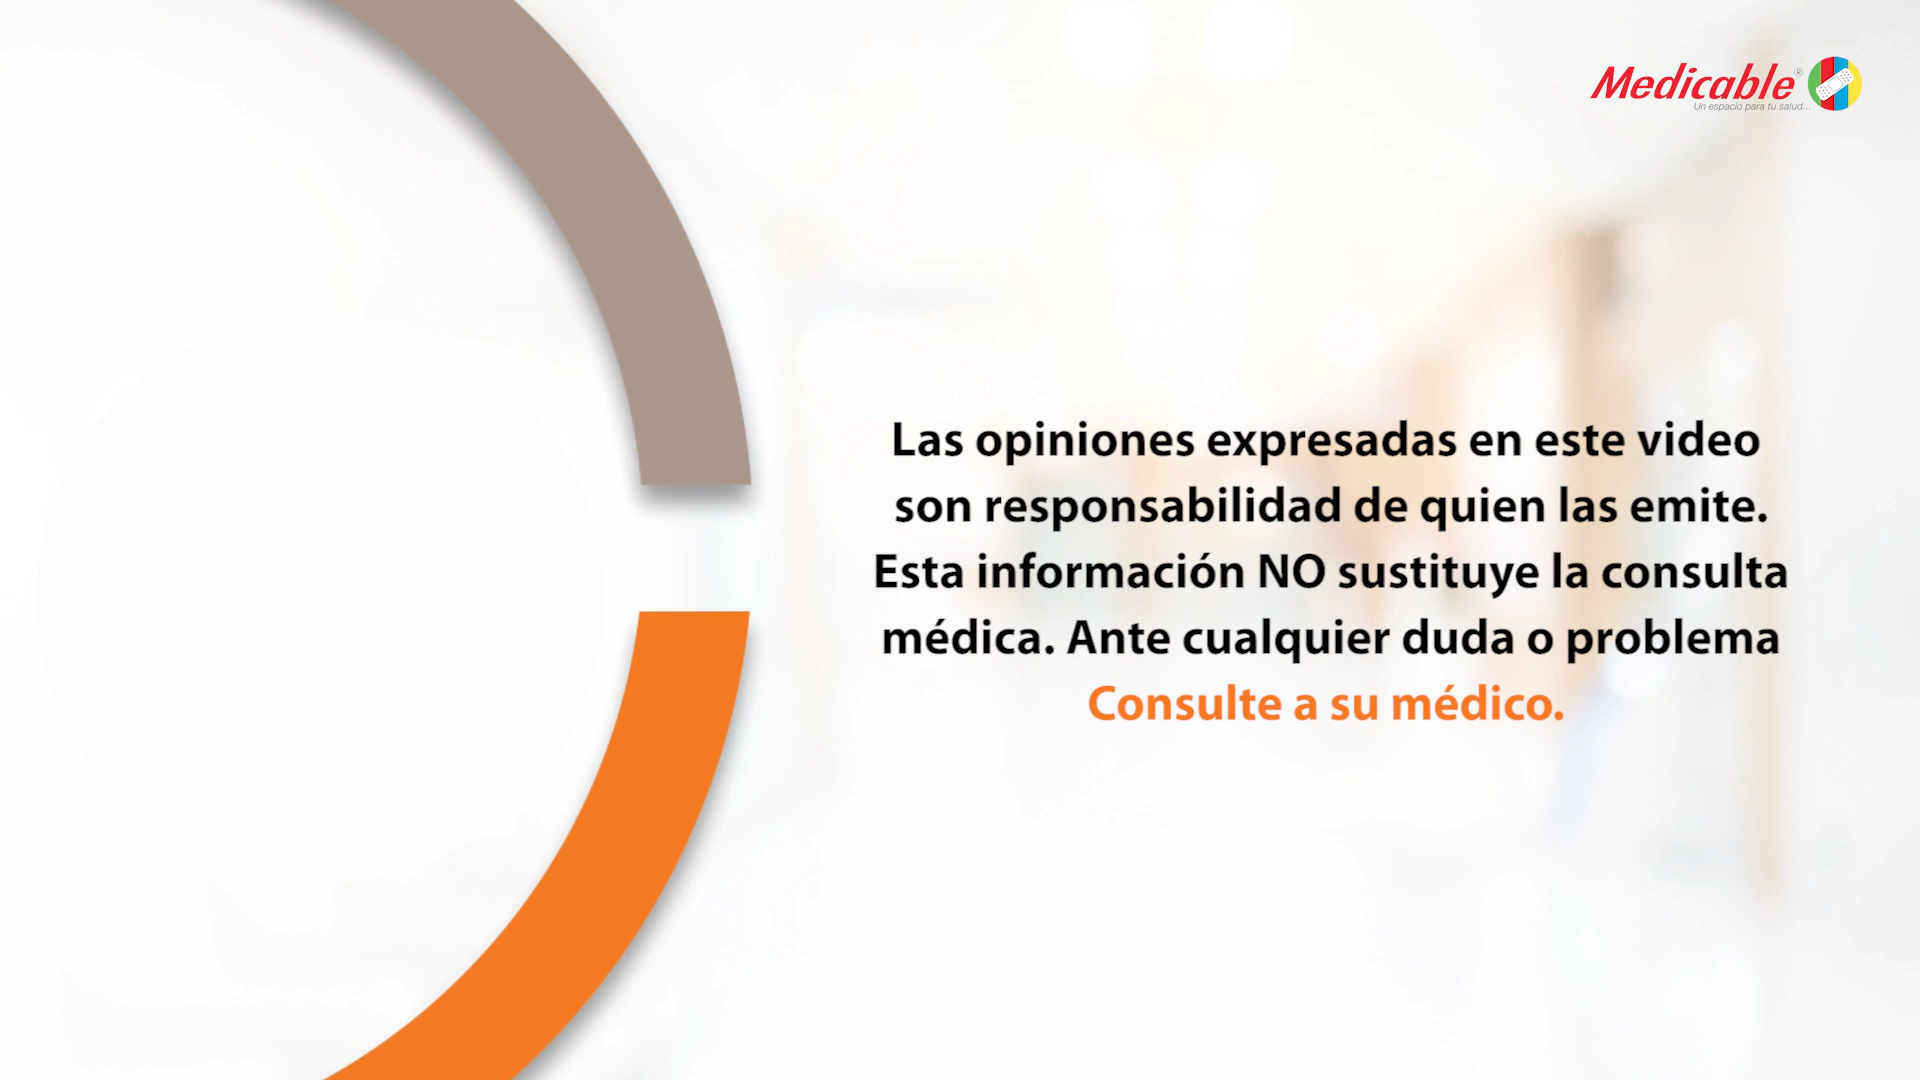 Medicable®
Un espacio para tu salud...
Las opiniones expresadas en este video
son responsabilidad de quien las emite.
Esta información NO sustituye la consulta
médica. Ante cualquier duda o problema
Consulte a su médico.